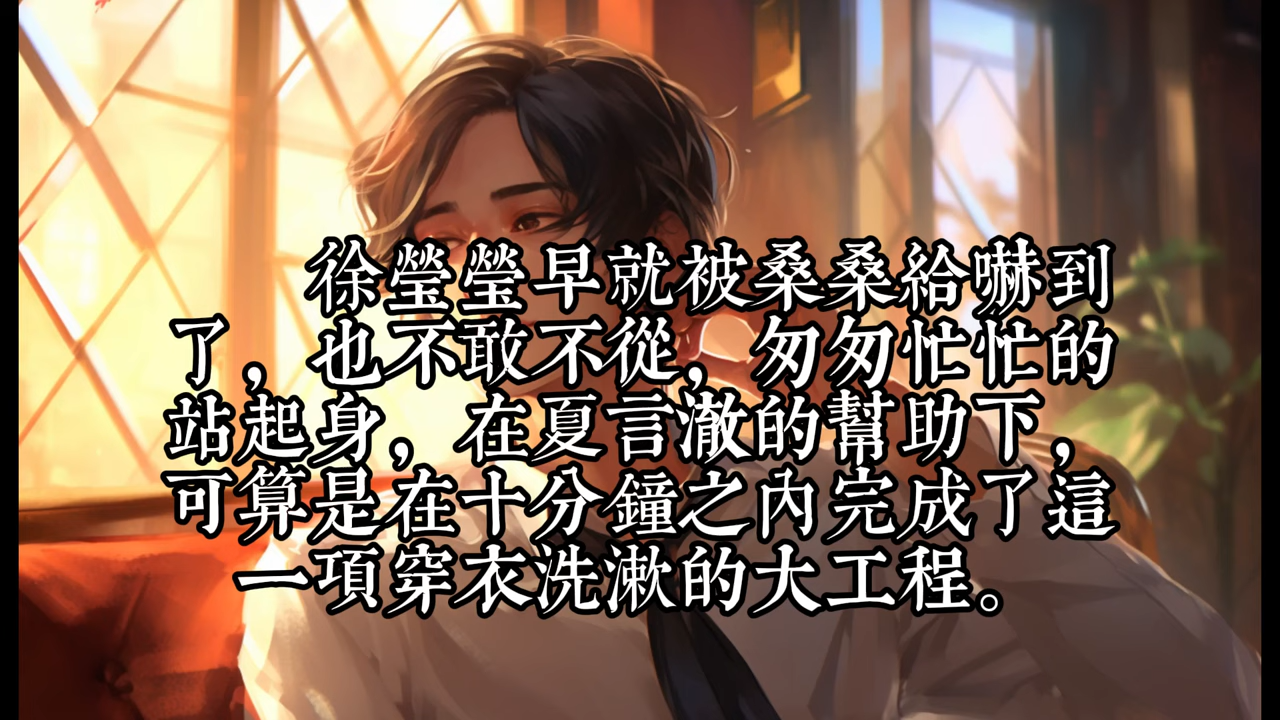 徐瑩瑩早就被桑桑給嚇到
了，也不敢不從，匆匆忙忙的
站起身，在夏言澈的幫助下，
可算是在十分鐘之內完成了這
一項穿衣洗漱的大工程。